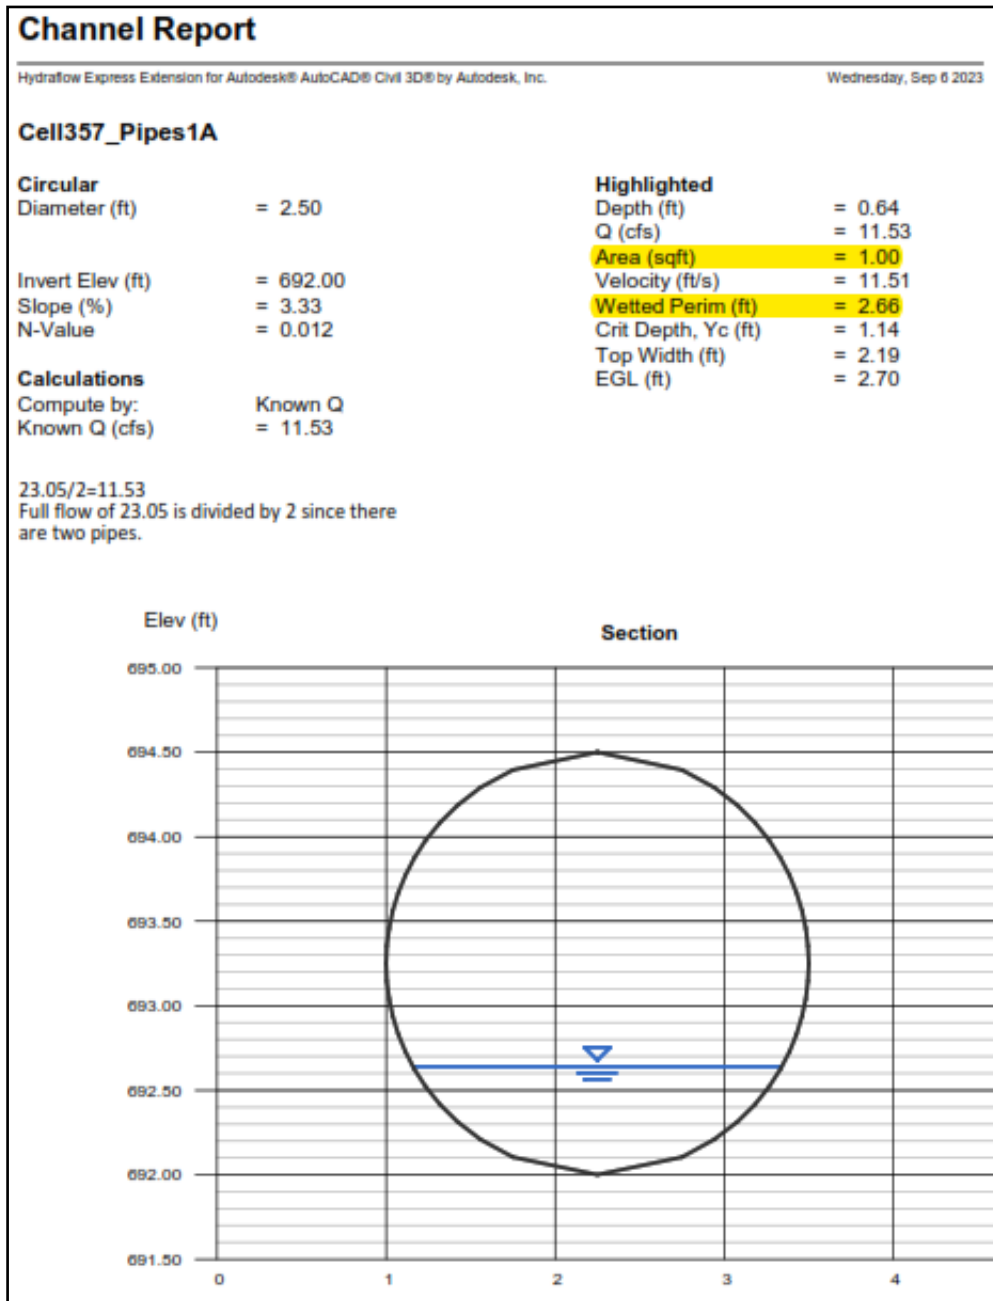 Channel Report
Hydraflow Express Extension for Autodesk® AutoCAD® Civil 3D® by Autodesk, Inc.
Wednesday, Sep 6 2023
Cell357_Pipes1A
Circular
Diameter (ft) = 2.50
Invert Elev (ft) = 692.00
Slope (%) = 3.33
N-Value = 0.012
Calculations
Compute by: Known Q
Known Q (cfs) = 11.53
Highlighted
Depth (ft) = 0.64
Q (cfs) = 11.53
Area (sqft) = 1.00
Velocity (ft/s) = 11.51
Wetted Perim (ft) = 2.66
Crit Depth, Yc (ft) = 1.14
Top Width (ft) = 2.19
EGL (ft) = 2.70
23.05/2=11.53
Full flow of 23.05 is divided by 2 since there
are two pipes.
Elev (ft)
Section
695.00
694.50
694.00
693.50
693.00
692.50
692.00
691.50
0 1 2 3 4